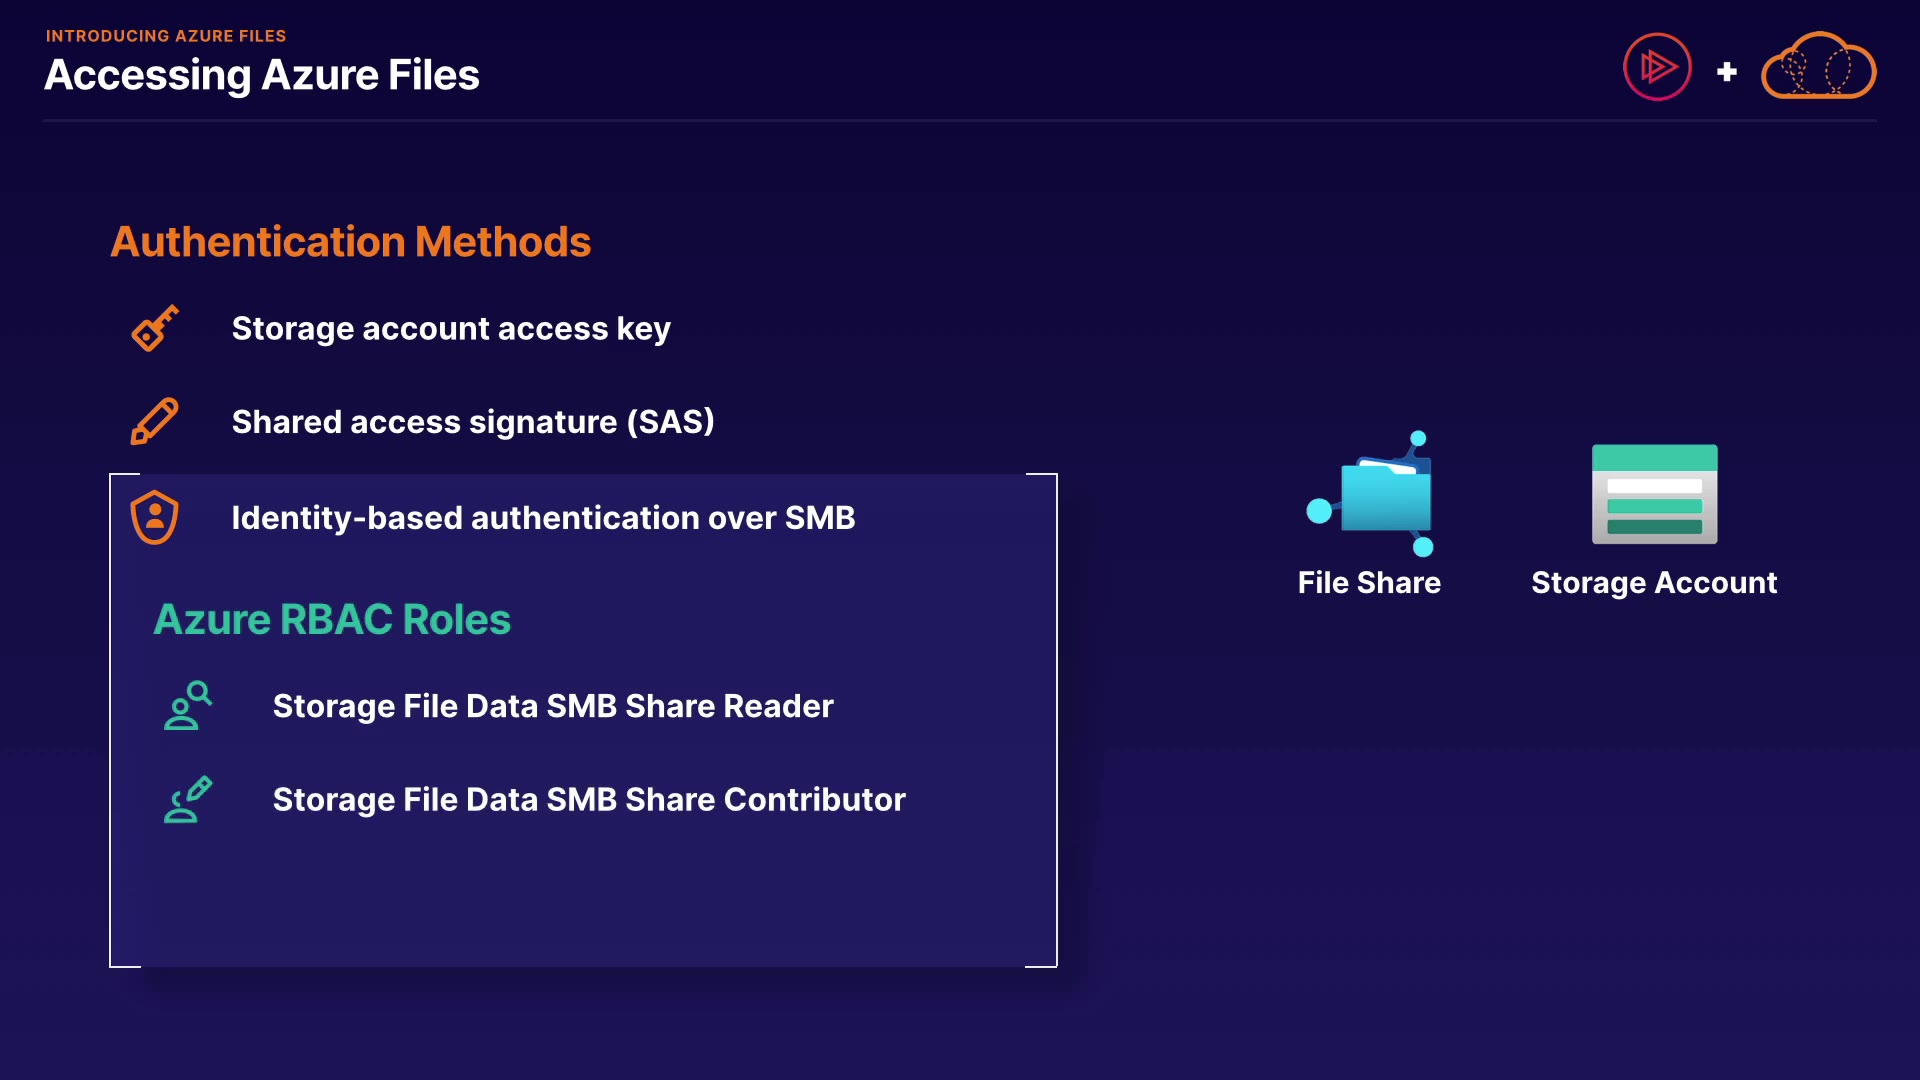 INTRODUCING AZURE FILES
Accessing Azure Files
Authentication Methods
Storage account access key
Shared access signature (SAS)
Identity-based authentication over SMB
Azure RBAC Roles
Storage File Data SMB Share Reader
Storage File Data SMB Share Contributor
File Share
Storage Account